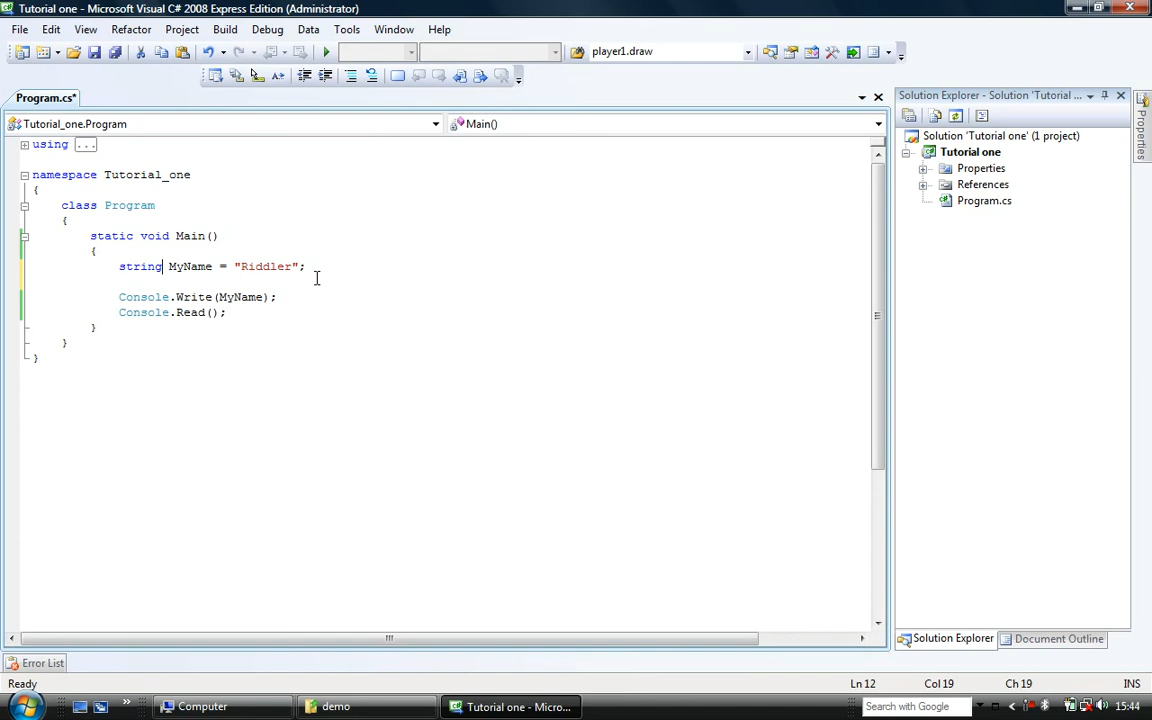 Tutorial one - Microsoft Visual C# 2008 Express Edition (Administrator)
File Edit View Refactor Project Build Debug Data Tools Window Help
player1.draw
Program.cs*
Solution Explorer - Solution 'Tutorial ...
Tutorial_one.Program
Main()
Solution 'Tutorial one' (1 project)
Tutorial one
Properties
References
Program.cs
Properties
using ...
namespace Tutorial_one
{
class Program
{
static void Main()
{
string MyName = "Riddler";
Console.Write(MyName);
Console.Read();
}
}
}
Solution Explorer
Document Outline
Error List
Ready
Ln 12 Col 19 Ch 19 INS
Computer
demo
Tutorial one - Micro...
Search with Google
15:44